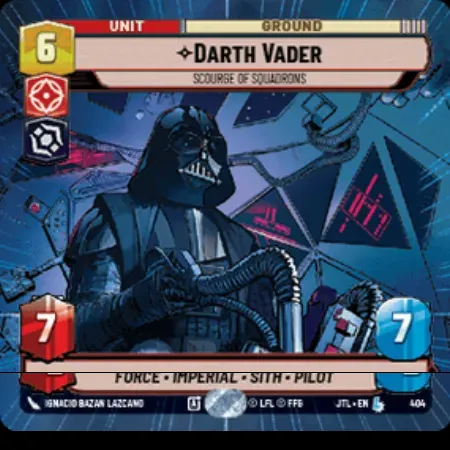 UNIT GROUND
6
DARTH VADER
SCOURGE OF SQUADRONS
7 7
FORCE • IMPERIAL • SITH • PILOT
IGNACIO BAZAN LAZCANO LFL FFG JTL • EN 404